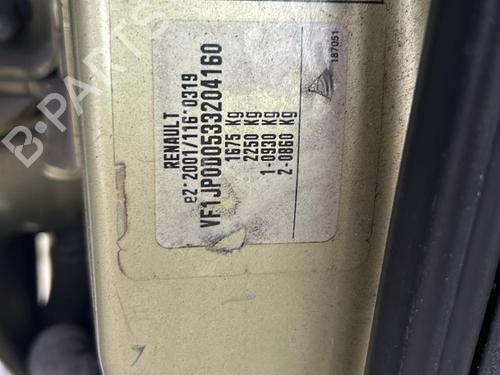 RENAULT
e2*2001/116*0319
VF1JP0D0533204160
1675 Kg
2250 Kg
1-0930 Kg
2-0860 Kg
187051
B-PARTS